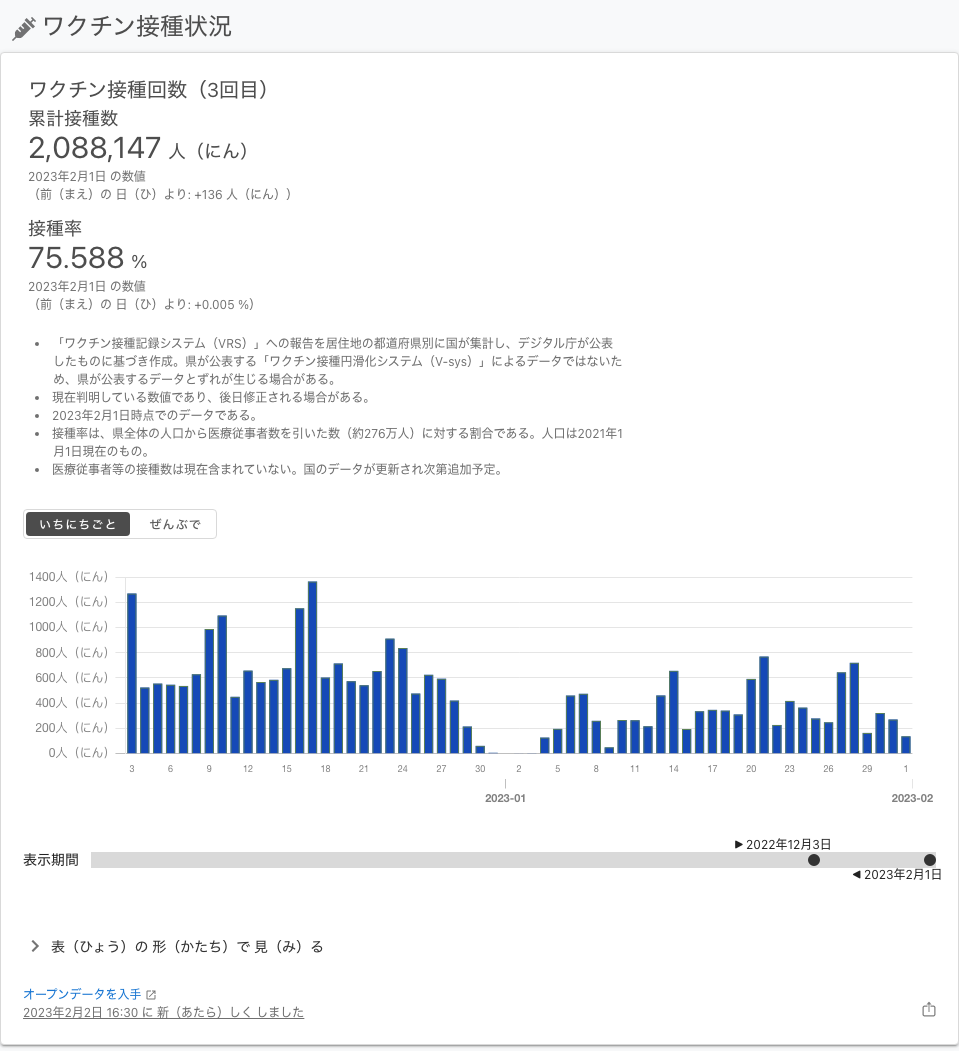 ワクチン接種状況
ワクチン接種回数（3回目）
累計接種数
2,088,147 人（にん）
2023年2月1日 の数値
（前（まえ）の 日（ひ）より: +136 人（にん））
接種率
75.588 %
2023年2月1日 の数値
（前（まえ）の 日（ひ）より: +0.005 %）
• 「ワクチン接種記録システム（VRS）」への報告を居住地の都道府県別に国が集計し、デジタル庁が公表
したものに基づき作成。県が公表する「ワクチン接種円滑化システム（V-sys）」によるデータではないた
め、県が公表するデータとずれが生じる場合がある。
• 現在判明している数値であり、後日修正される場合がある。
• 2023年2月1日時点でのデータである。
• 接種率は、県全体の人口から医療従事者数を引いた数（約276万人）に対する割合である。人口は2021年1
月1日現在のもの。
• 医療従事者等の接種数は現在含まれていない。国のデータが更新され次第追加予定。
いちにちごと ぜんぶで
1400人（にん）
1200人（にん）
1000人（にん）
800人（にん）
600人（にん）
400人（にん）
200人（にん）
0人（にん）
3 6 9 12 15 18 21 24 27 30 2 5 8 11 14 17 20 23 26 29 1
2023-01 2023-02
▶ 2022年12月3日
表示期間
◀ 2023年2月1日
表（ひょう）の 形（かたち）で 見（み）る
オープンデータを入手
2023年2月2日 16:30 に 新（あたら）しく しました